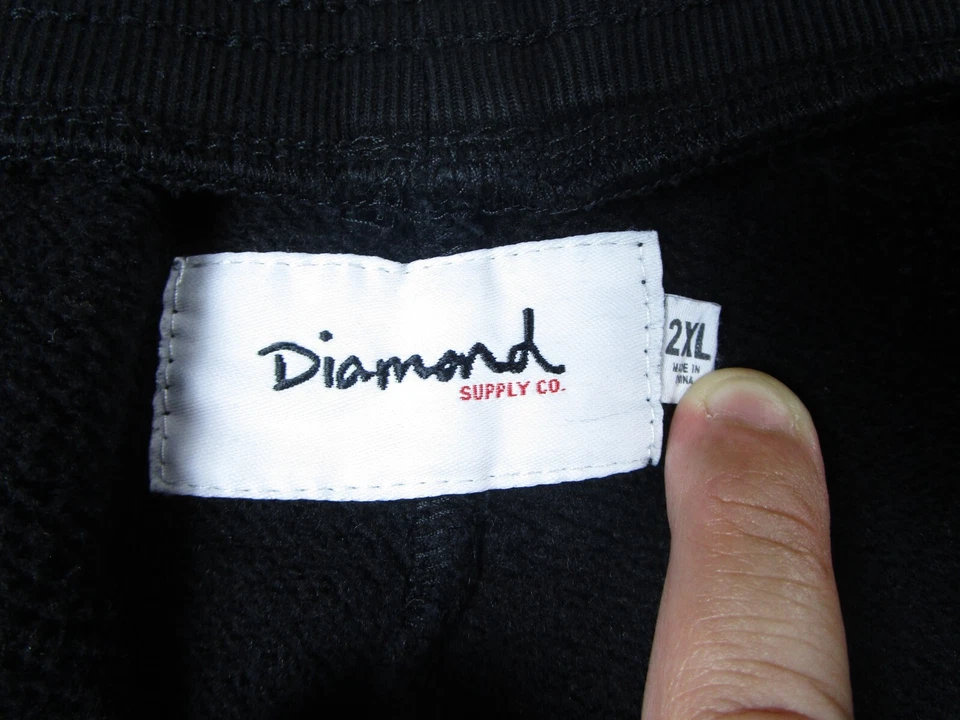 Diamond
SUPPLY CO.
2XL
MADE IN